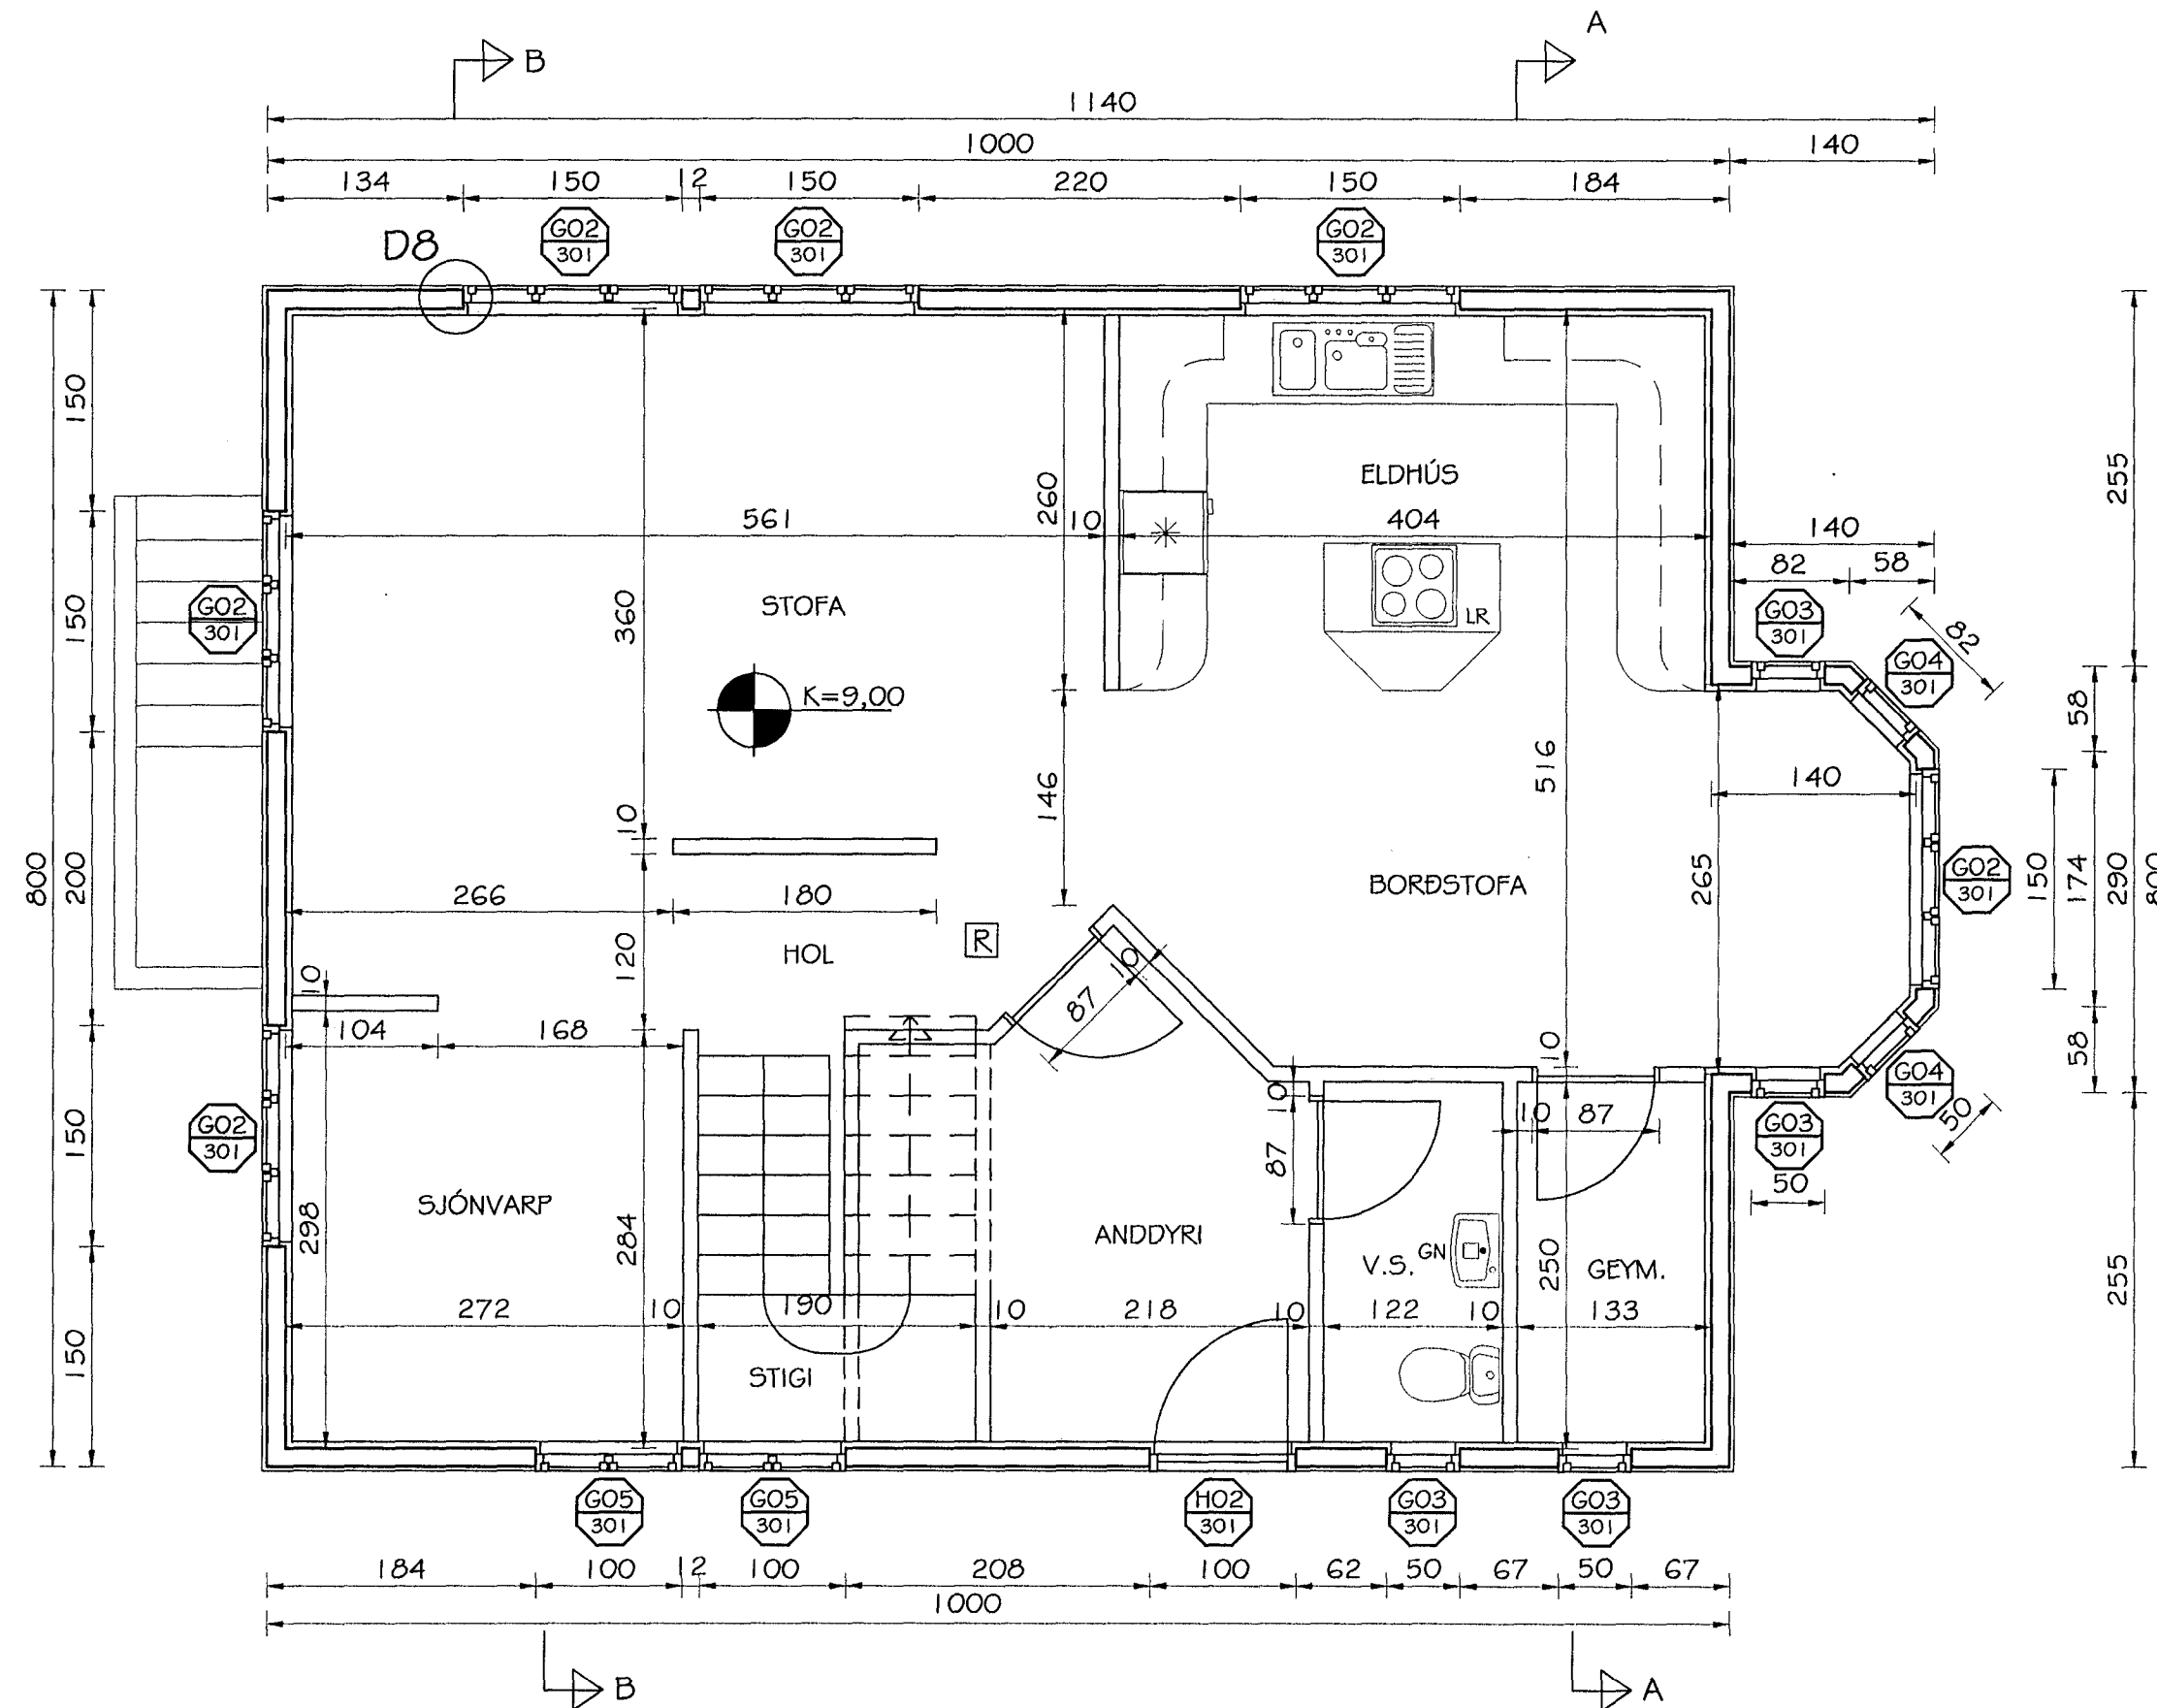 A
B
1140
1000 140
134 150 12 150 220 150 184
G02 301
G02 301
G02 301
D8
150
255
ELDHÚS
260
561 10 404
140
82 58
360
STOFA
G02 301
150
LR
G03 301
82
G04 301
K=9,00
58
516
146
140
10
800
200
265
150
174
290
800
BORÐSTOFA
G02 301
266 180
120
HOL
R
10
10
87
104 168
10
58
G04 301
50
10
87
10 87
G02 301
150
G03 301
50
SJÓNVARP
298
284
ANDDYRI
V.S.
GN
250
GEYM.
255
272 10 190 10 218 10 122 10 133
150
STIGI
G05 301
G05 301
H02 301
G03 301
G03 301
184 100 12 100 208 100 62 50 67 50 67
1000
B
A